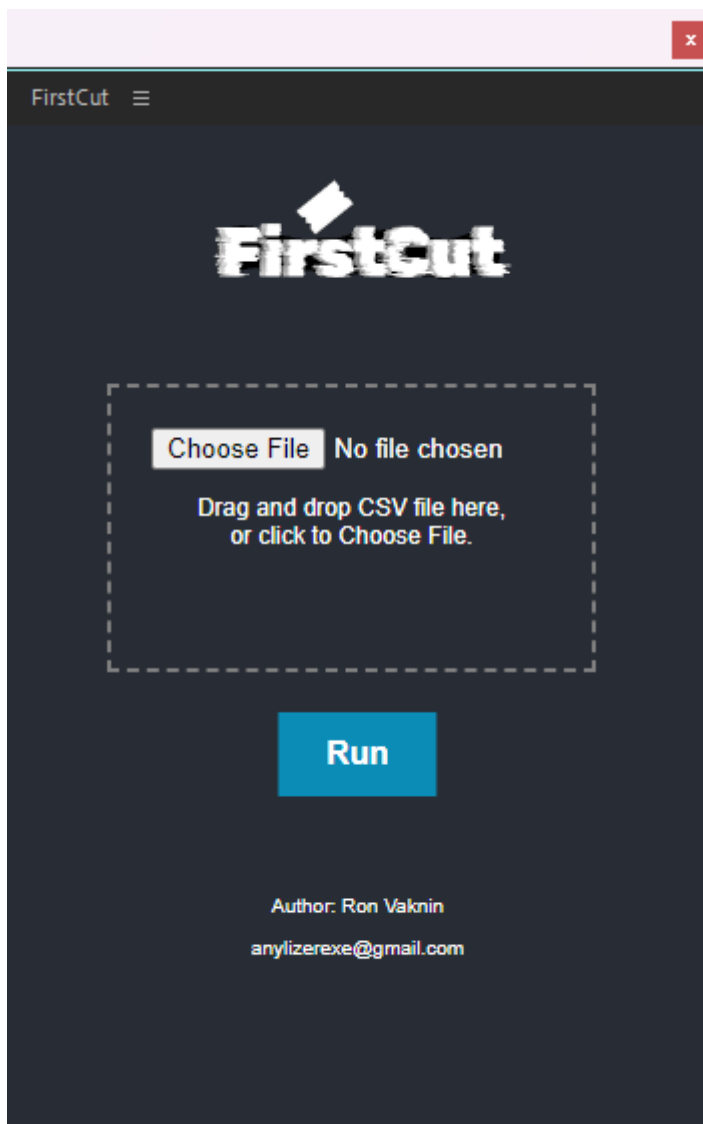 x
FirstCut ☰
FirstCut
Choose File No file chosen
Drag and drop CSV file here,
or click to Choose File.
Run
Author: Ron Vaknin
anylizerexe@gmail.com